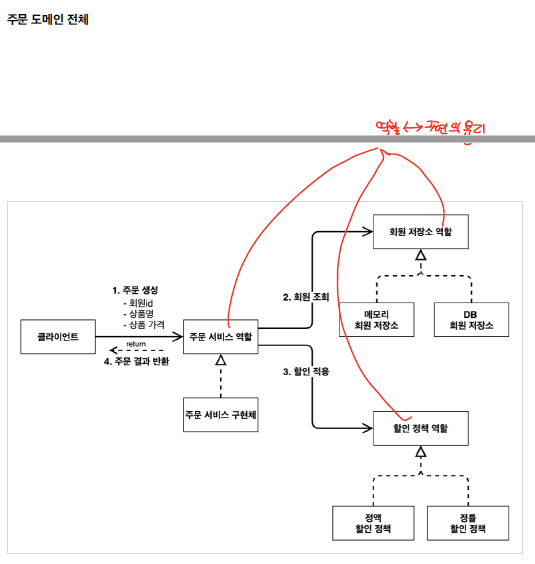 주문 도메인 전체
역할 <-> 구현의 분리
회원 저장소 역할
1. 주문 생성
- 회원id
- 상품명
- 상품 가격
2. 회원 조회
메모리
회원 저장소
DB
회원 저장소
클라이언트
return
4. 주문 결과 반환
주문 서비스 역할
3. 할인 적용
주문 서비스 구현체
할인 정책 역할
정액
할인 정책
정률
할인 정책